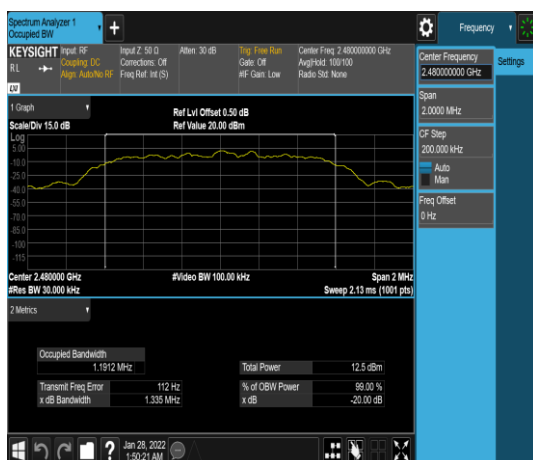 Spectrum Analyzer 1
Occupied BW
+
Frequency
KEYSIGHT
RL
Input: RF
Coupling: DC
Align: Auto/No RF
Input Z: 50 Ω
Corrections: Off
Freq Ref: Int (S)
Atten: 30 dB
Trig: Free Run
Gate: Off
#IF Gain: Low
Center Freq: 2.480000000 GHz
Avg|Hold: 100/100
Radio Std: None
Center Frequency
2.480000000 GHz
Settings
Span
2.0000 MHz
CF Step
200.000 kHz
Auto
Man
Freq Offset
0 Hz
1 Graph
Scale/Div 15.0 dB
Ref Lvl Offset 0.50 dB
Ref Value 20.00 dBm
Log
5.00
-10.0
-25.0
-40.0
-55.0
-70.0
-85.0
-100
-115
Center 2.480000 GHz
#Res BW 30.000 kHz
#Video BW 100.00 kHz
Span 2 MHz
Sweep 2.13 ms (1001 pts)
2 Metrics
Occupied Bandwidth
1.1912 MHz
Total Power 12.5 dBm
Transmit Freq Error 112 Hz
% of OBW Power 99.00 %
x dB Bandwidth 1.335 MHz
x dB -20.00 dB
?
Jan 28, 2022
1:50:21 AM